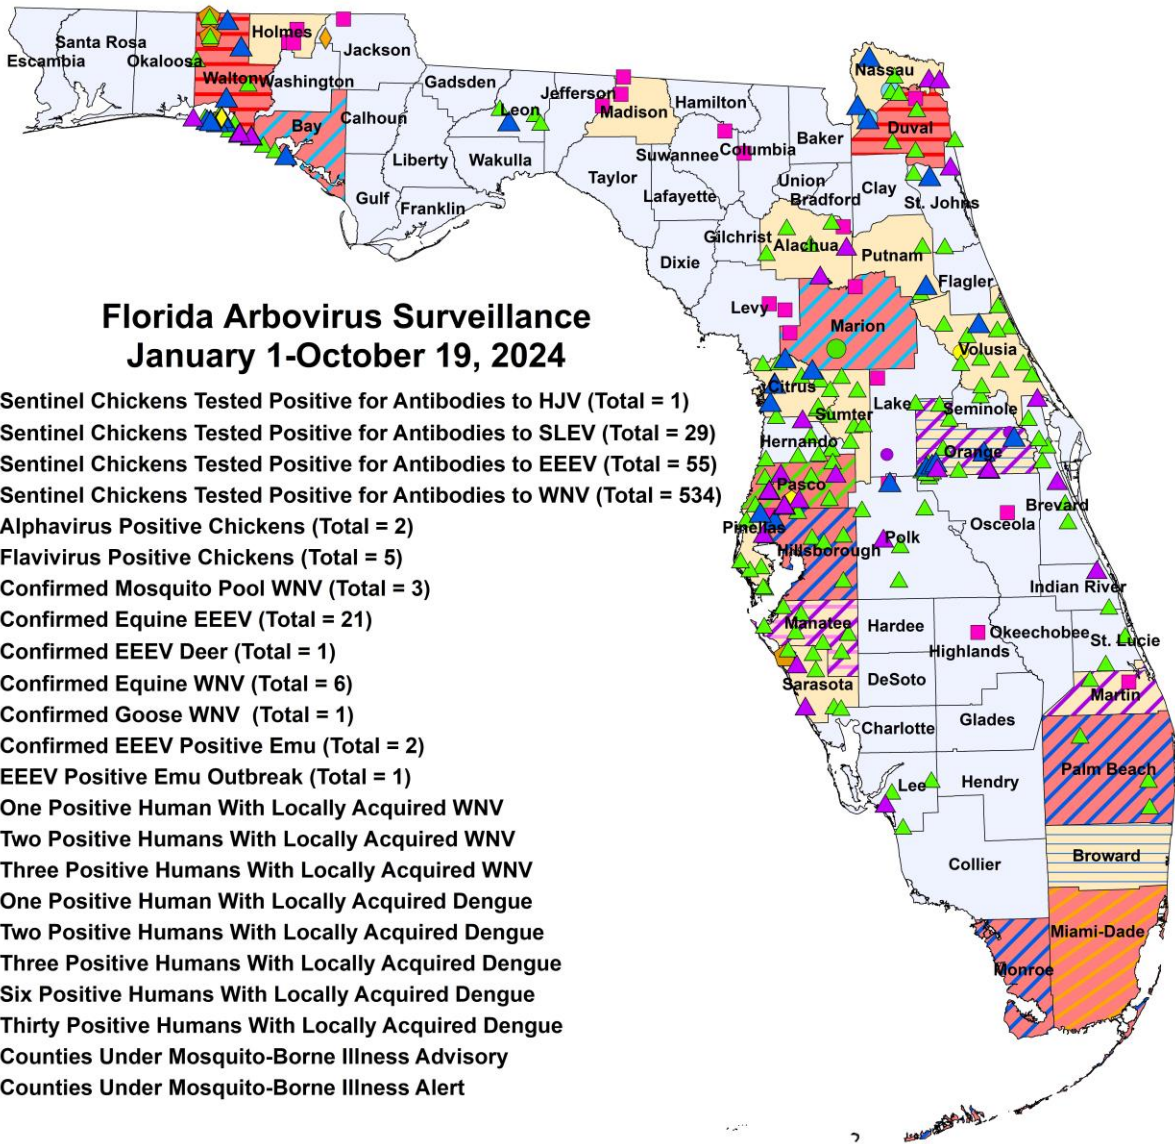 Florida Arbovirus Surveillance
January 1-October 19, 2024
Sentinel Chickens Tested Positive for Antibodies to HJV (Total = 1)
Sentinel Chickens Tested Positive for Antibodies to SLEV (Total = 29)
Sentinel Chickens Tested Positive for Antibodies to EEEV (Total = 55)
Sentinel Chickens Tested Positive for Antibodies to WNV (Total = 534)
Alphavirus Positive Chickens (Total = 2)
Flavivirus Positive Chickens (Total = 5)
Confirmed Mosquito Pool WNV (Total = 3)
Confirmed Equine EEEV (Total = 21)
Confirmed EEEV Deer (Total = 1)
Confirmed Equine WNV (Total = 6)
Confirmed Goose WNV (Total = 1)
Confirmed EEEV Positive Emu (Total = 2)
EEEV Positive Emu Outbreak (Total = 1)
One Positive Human With Locally Acquired WNV
Two Positive Humans With Locally Acquired WNV
Three Positive Humans With Locally Acquired WNV
One Positive Human With Locally Acquired Dengue
Two Positive Humans With Locally Acquired Dengue
Three Positive Humans With Locally Acquired Dengue
Six Positive Humans With Locally Acquired Dengue
Thirty Positive Humans With Locally Acquired Dengue
Counties Under Mosquito-Borne Illness Advisory
Counties Under Mosquito-Borne Illness Alert
Escambia
Santa Rosa
Okaloosa
Walton
Holmes
Washington
Jackson
Bay
Calhoun
Gadsden
Liberty
Gulf
Franklin
Leon
Wakulla
Jefferson
Madison
Taylor
Hamilton
Suwannee
Lafayette
Columbia
Dixie
Gilchrist
Baker
Union
Bradford
Nassau
Duval
Clay
St. Johns
Alachua
Putnam
Flagler
Levy
Marion
Volusia
Citrus
Sumter
Lake
Seminole
Hernando
Orange
Pasco
Brevard
Osceola
Pinellas
Hillsborough
Polk
Indian River
Manatee
Hardee
Highlands
Okeechobee
St. Lucie
Sarasota
DeSoto
Martin
Charlotte
Glades
Lee
Hendry
Palm Beach
Collier
Broward
Monroe
Miami-Dade